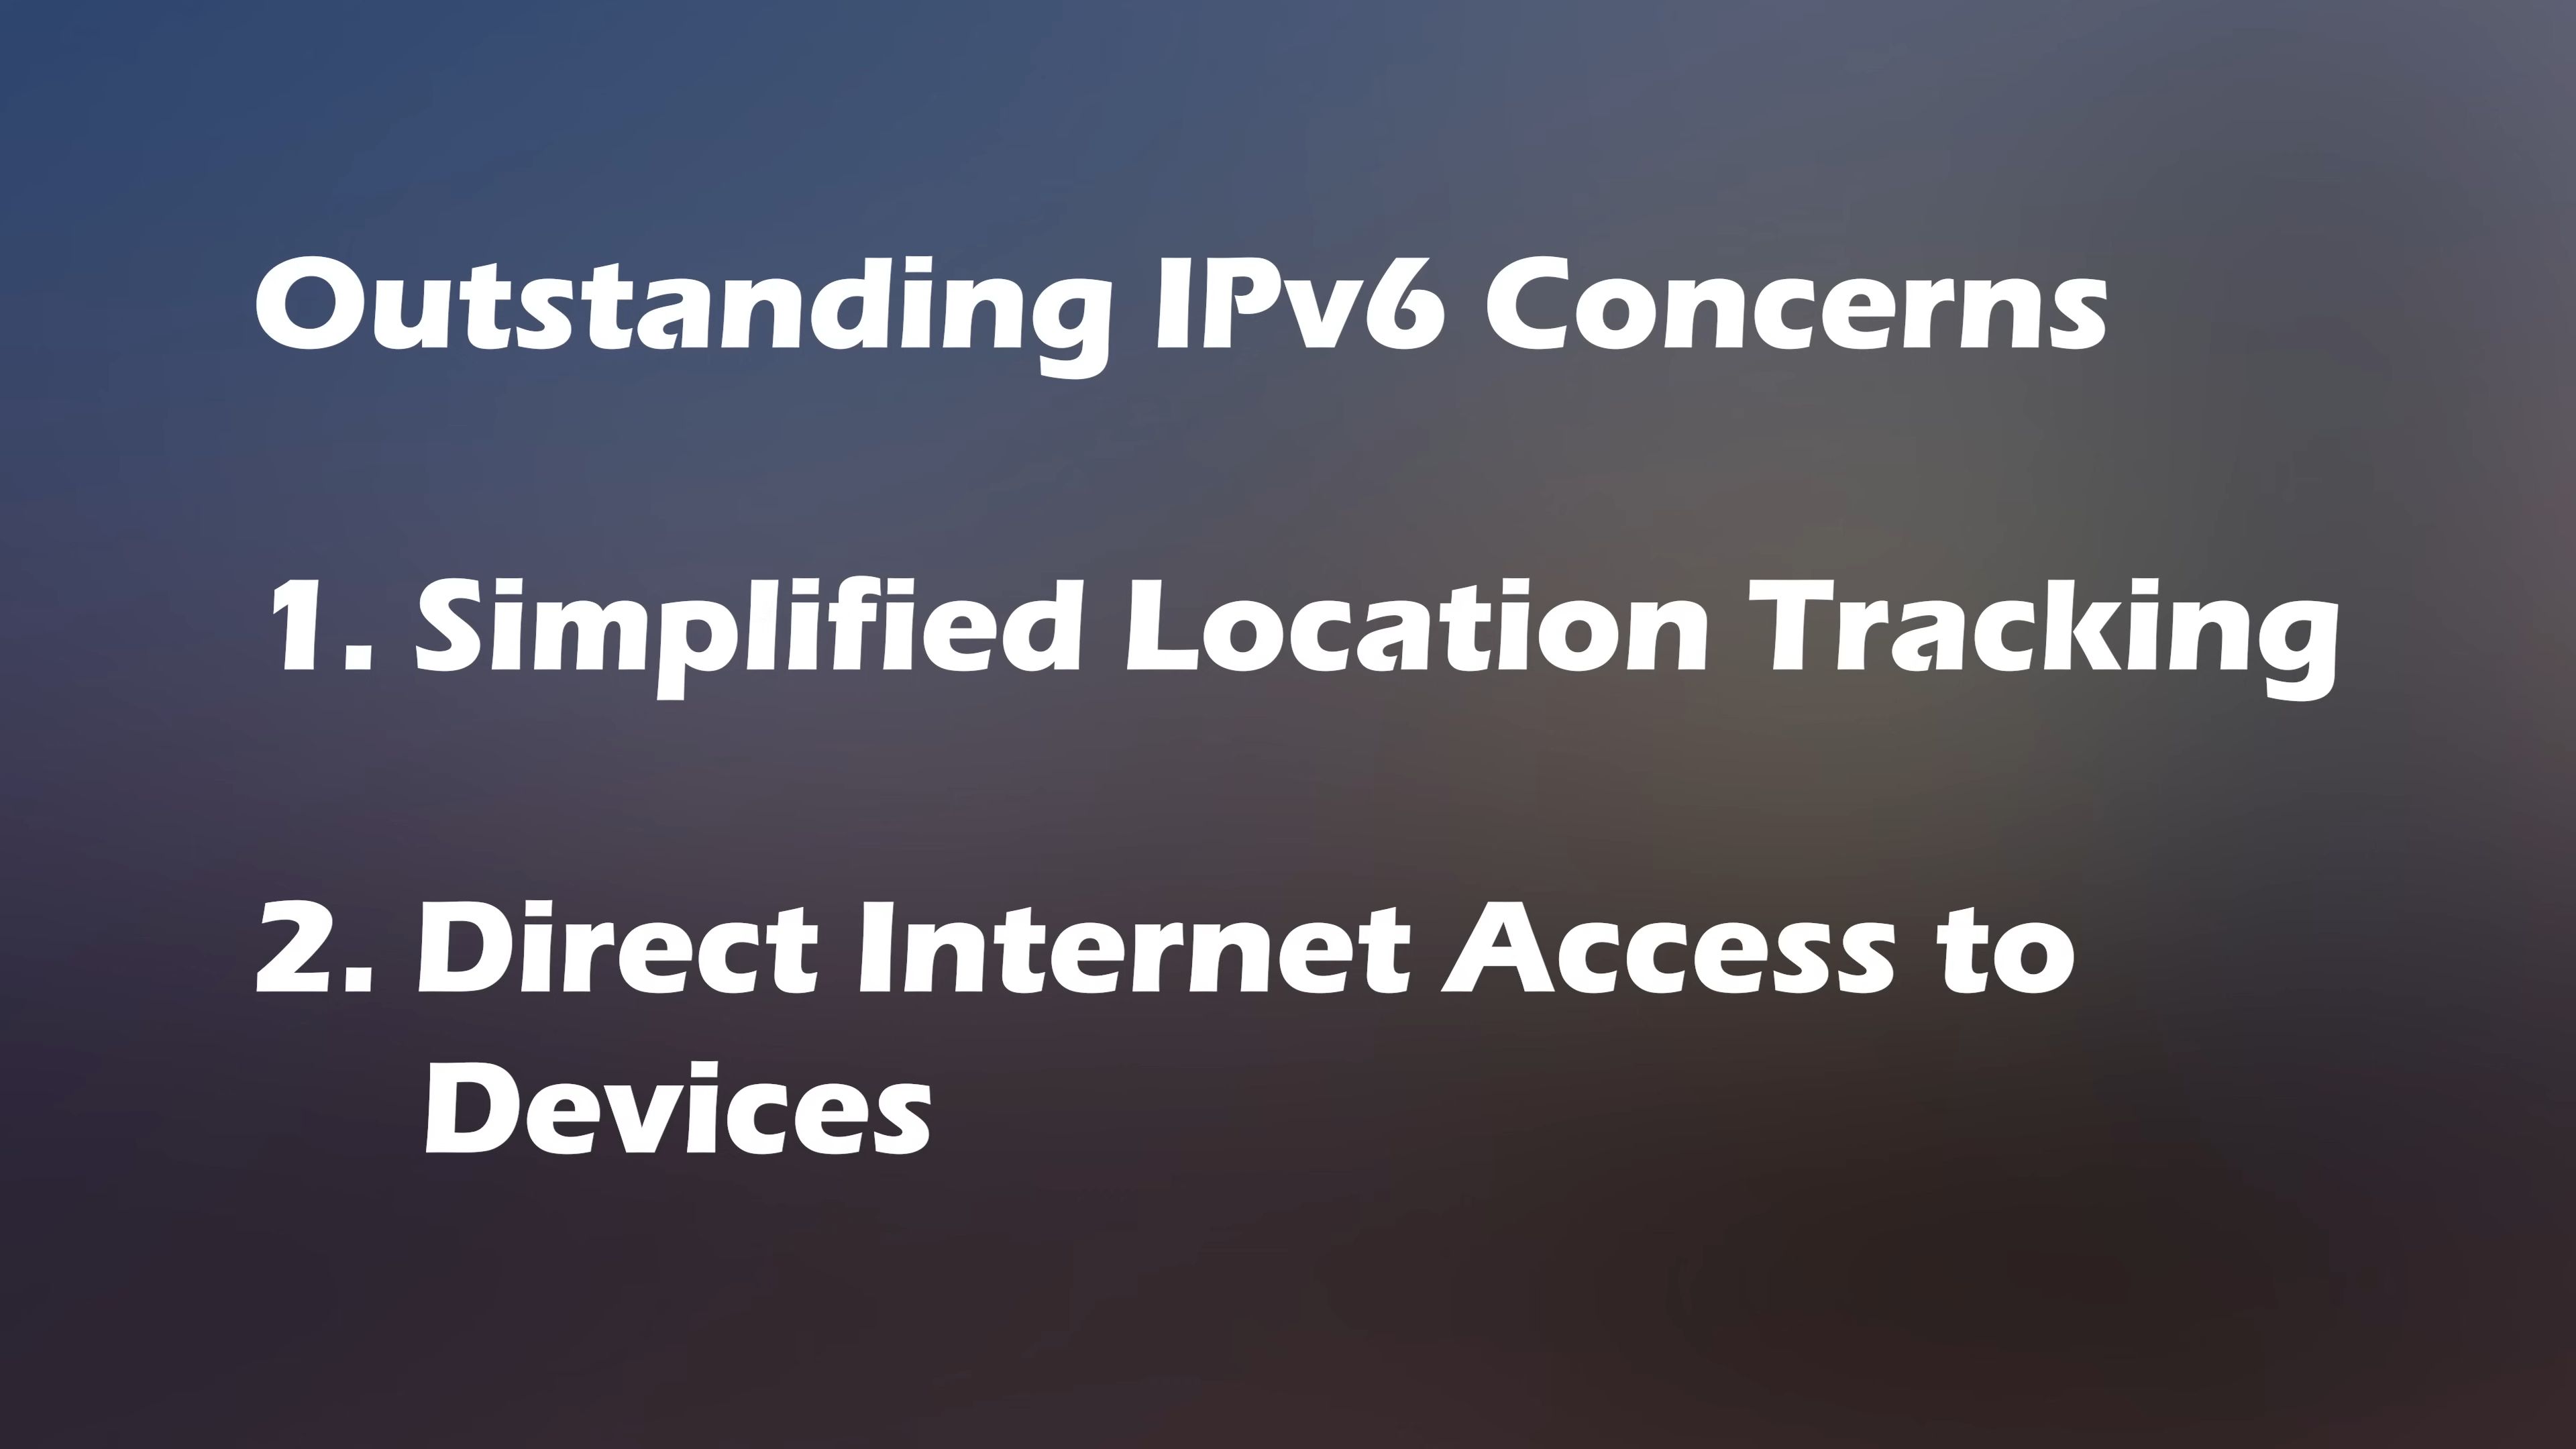 Outstanding IPv6 Concerns
1. Simplified Location Tracking
2. Direct Internet Access to
Devices